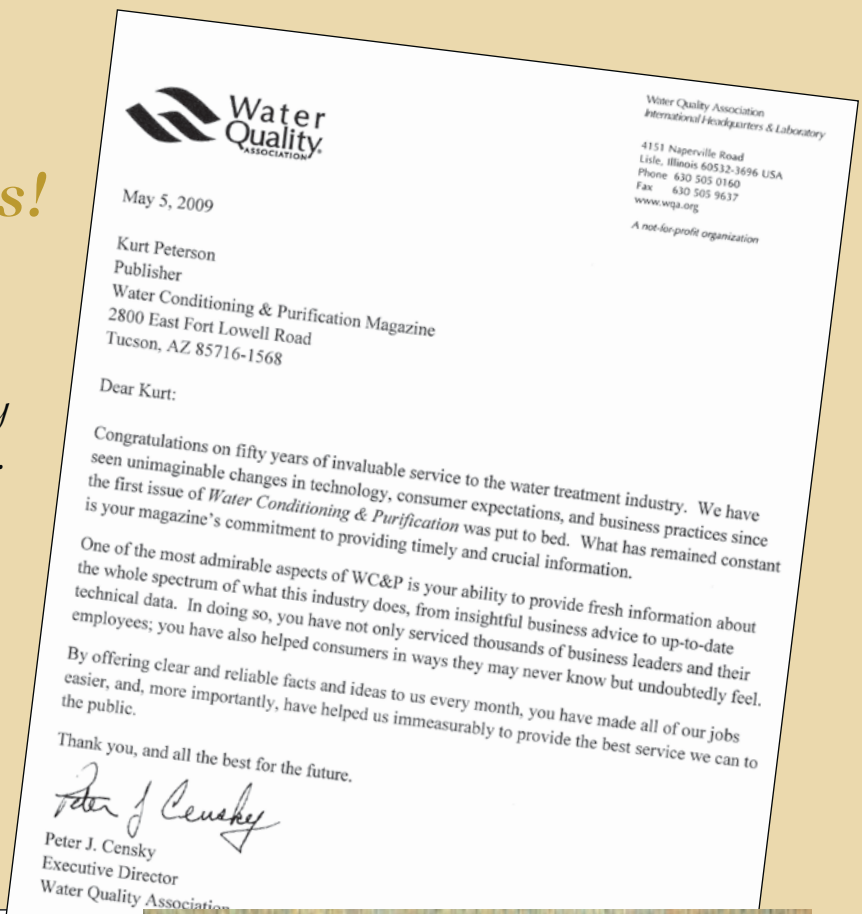 s!
y
Water
Quality
ASSOCIATION
Water Quality Association
International Headquarters & Laboratory
4151 Naperville Road
Lisle, Illinois 60532-3696 USA
Phone 630 505 0160
Fax 630 505 9637
www.wqa.org
A not-for-profit organization
May 5, 2009
Kurt Peterson
Publisher
Water Conditioning & Purification Magazine
2800 East Fort Lowell Road
Tucson, AZ 85716-1568
Dear Kurt:
Congratulations on fifty years of invaluable service to the water treatment industry. We have
seen unimaginable changes in technology, consumer expectations, and business practices since
the first issue of Water Conditioning & Purification was put to bed. What has remained constant
is your magazine's commitment to providing timely and crucial information.
One of the most admirable aspects of WC&P is your ability to provide fresh information about
the whole spectrum of what this industry does, from insightful business advice to up-to-date
technical data. In doing so, you have not only serviced thousands of business leaders and their
employees; you have also helped consumers in ways they may never know but undoubtedly feel.
By offering clear and reliable facts and ideas to us every month, you have made all of our jobs
easier, and, more importantly, have helped us immeasurably to provide the best service we can to
the public.
Thank you, and all the best for the future.
Peter J Censky
Peter J. Censky
Executive Director
Water Quality Association